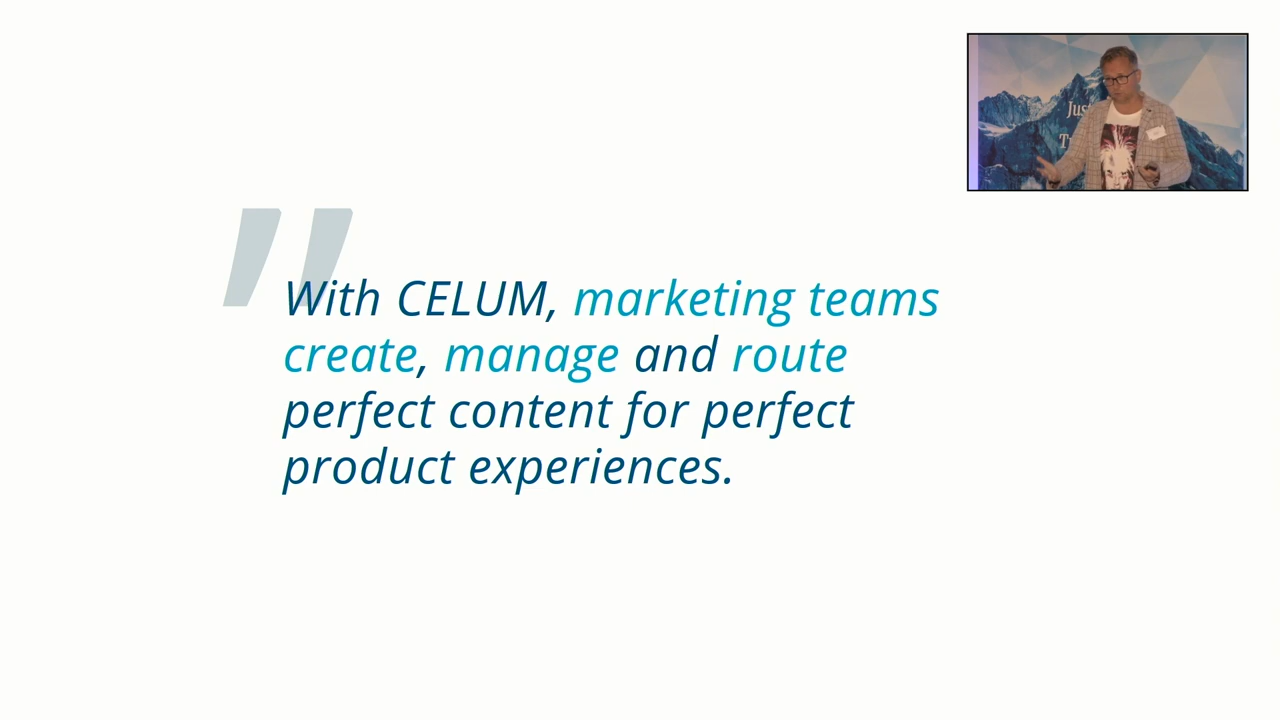 "
With CELUM, marketing teams
create, manage and route
perfect content for perfect
product experiences.